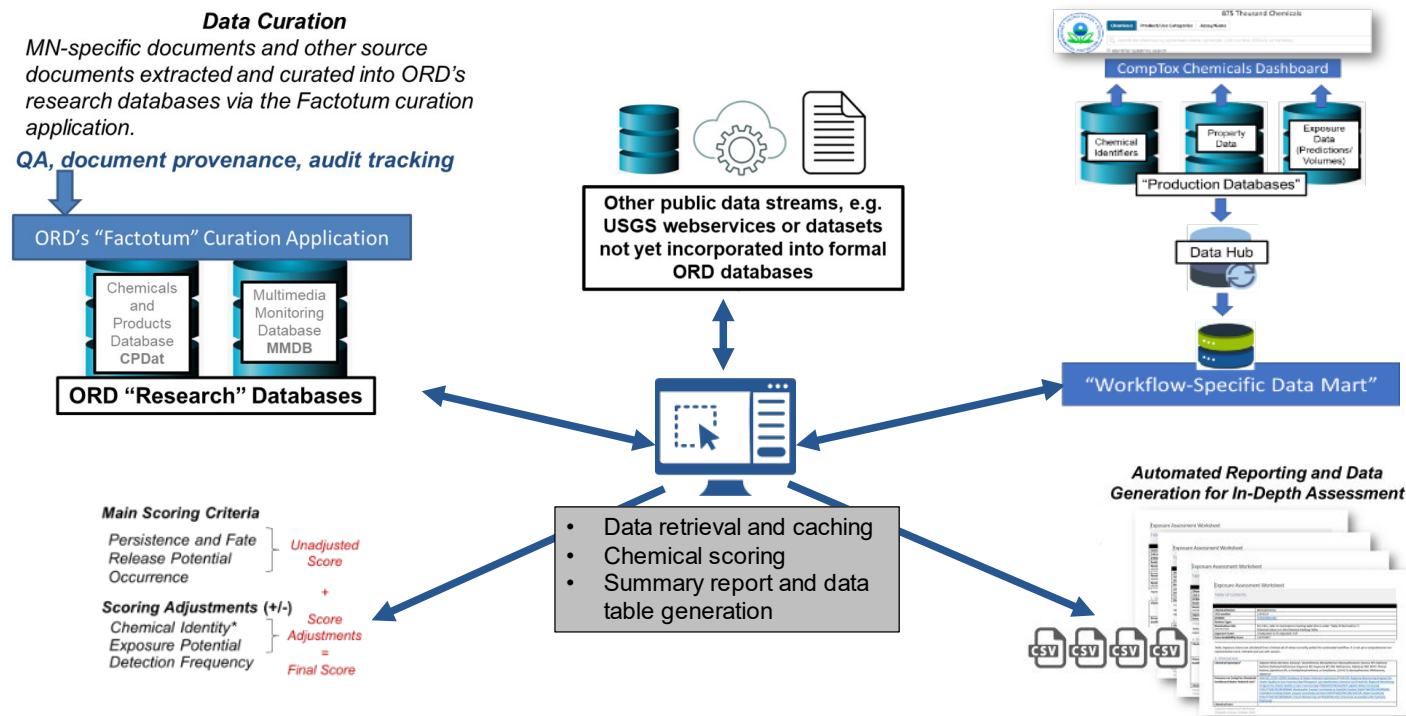 Data Curation
MN-specific documents and other source
documents extracted and curated into ORD's
research databases via the Factotum curation
application.
QA, document provenance, audit tracking
ORD's “Factotum” Curation Application
Chemicals
and
Products
Database
CPDat
Multimedia
Monitoring
Database
MMDB
ORD “Research” Databases
Other public data streams, e.g.
USGS webservices or datasets
not yet incorporated into formal
ORD databases
875 Thousand Chemicals
Chemicals
Product/Use Categories
Assay/Gene
CompTox Chemicals Dashboard
Chemical
Identifiers
Property
Data
Exposure
Data
(Predictions/
Volumes)
“Production Databases”
Data Hub
“Workflow-Specific Data Mart”
• Data retrieval and caching
• Chemical scoring
• Summary report and data
table generation
Main Scoring Criteria
Persistence and Fate
Release Potential
Occurrence
Unadjusted
Score
+
Scoring Adjustments (+/-)
Chemical Identity*
Exposure Potential
Detection Frequency
Score
Adjustments
=
Final Score
Automated Reporting and Data
Generation for In-Depth Assessment
Exposure Assessment Worksheet
Exposure Assessment Worksheet
Exposure Assessment Worksheet
Exposure Assessment Worksheet
Table of Contents
CSV
CSV
CSV
CSV